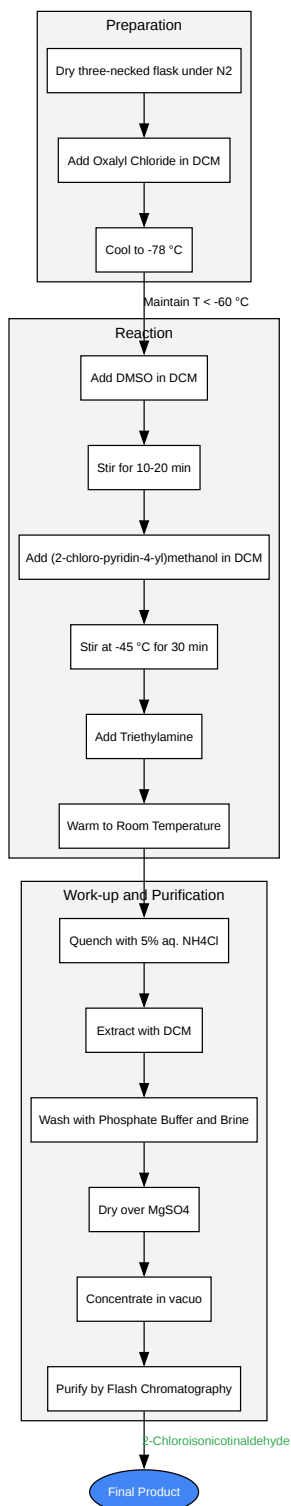 Preparation
Dry three-necked flask under N2
Add Oxalyl Chloride in DCM
Cool to -78 °C
Maintain T < -60 °C
Reaction
Add DMSO in DCM
Stir for 10-20 min
Add (2-chloro-pyridin-4-yl)methanol in DCM
Stir at -45 °C for 30 min
Add Triethylamine
Warm to Room Temperature
Work-up and Purification
Quench with 5% aq. NH4Cl
Extract with DCM
Wash with Phosphate Buffer and Brine
Dry over MgSO4
Concentrate in vacuo
Purify by Flash Chromatography
2-Chloroisonicotinaldehyde
Final Product